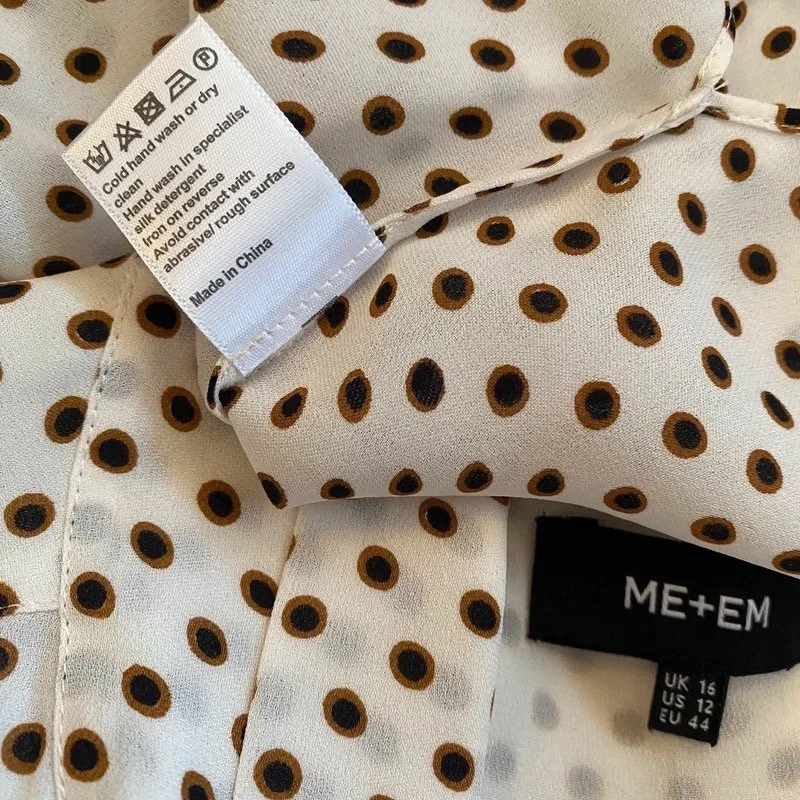 Cold hand wash or dry
clean
Hand wash in specialist
silk detergent
Iron on reverse
Avoid contact with
abrasive/ rough surface
Made in China
ME+EM
UK 16
US 12
EU 44